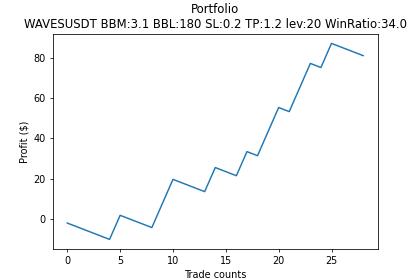 Portfolio
WAVESUSDT BBM:3.1 BBL:180 SL:0.2 TP:1.2 lev:20 WinRatio:34.0
80
60
40
20
0
Profit ($)
0 5 10 15 20 25
Trade counts